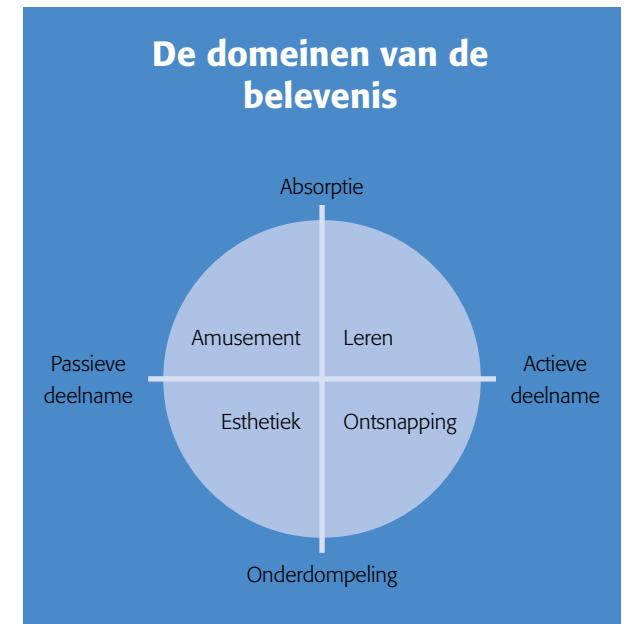 De domeinen van de
belevenis
Absorptie
Amusement
Leren
Passieve
deelname
Actieve
deelname
Esthetiek
Ontsnapping
Onderdompeling